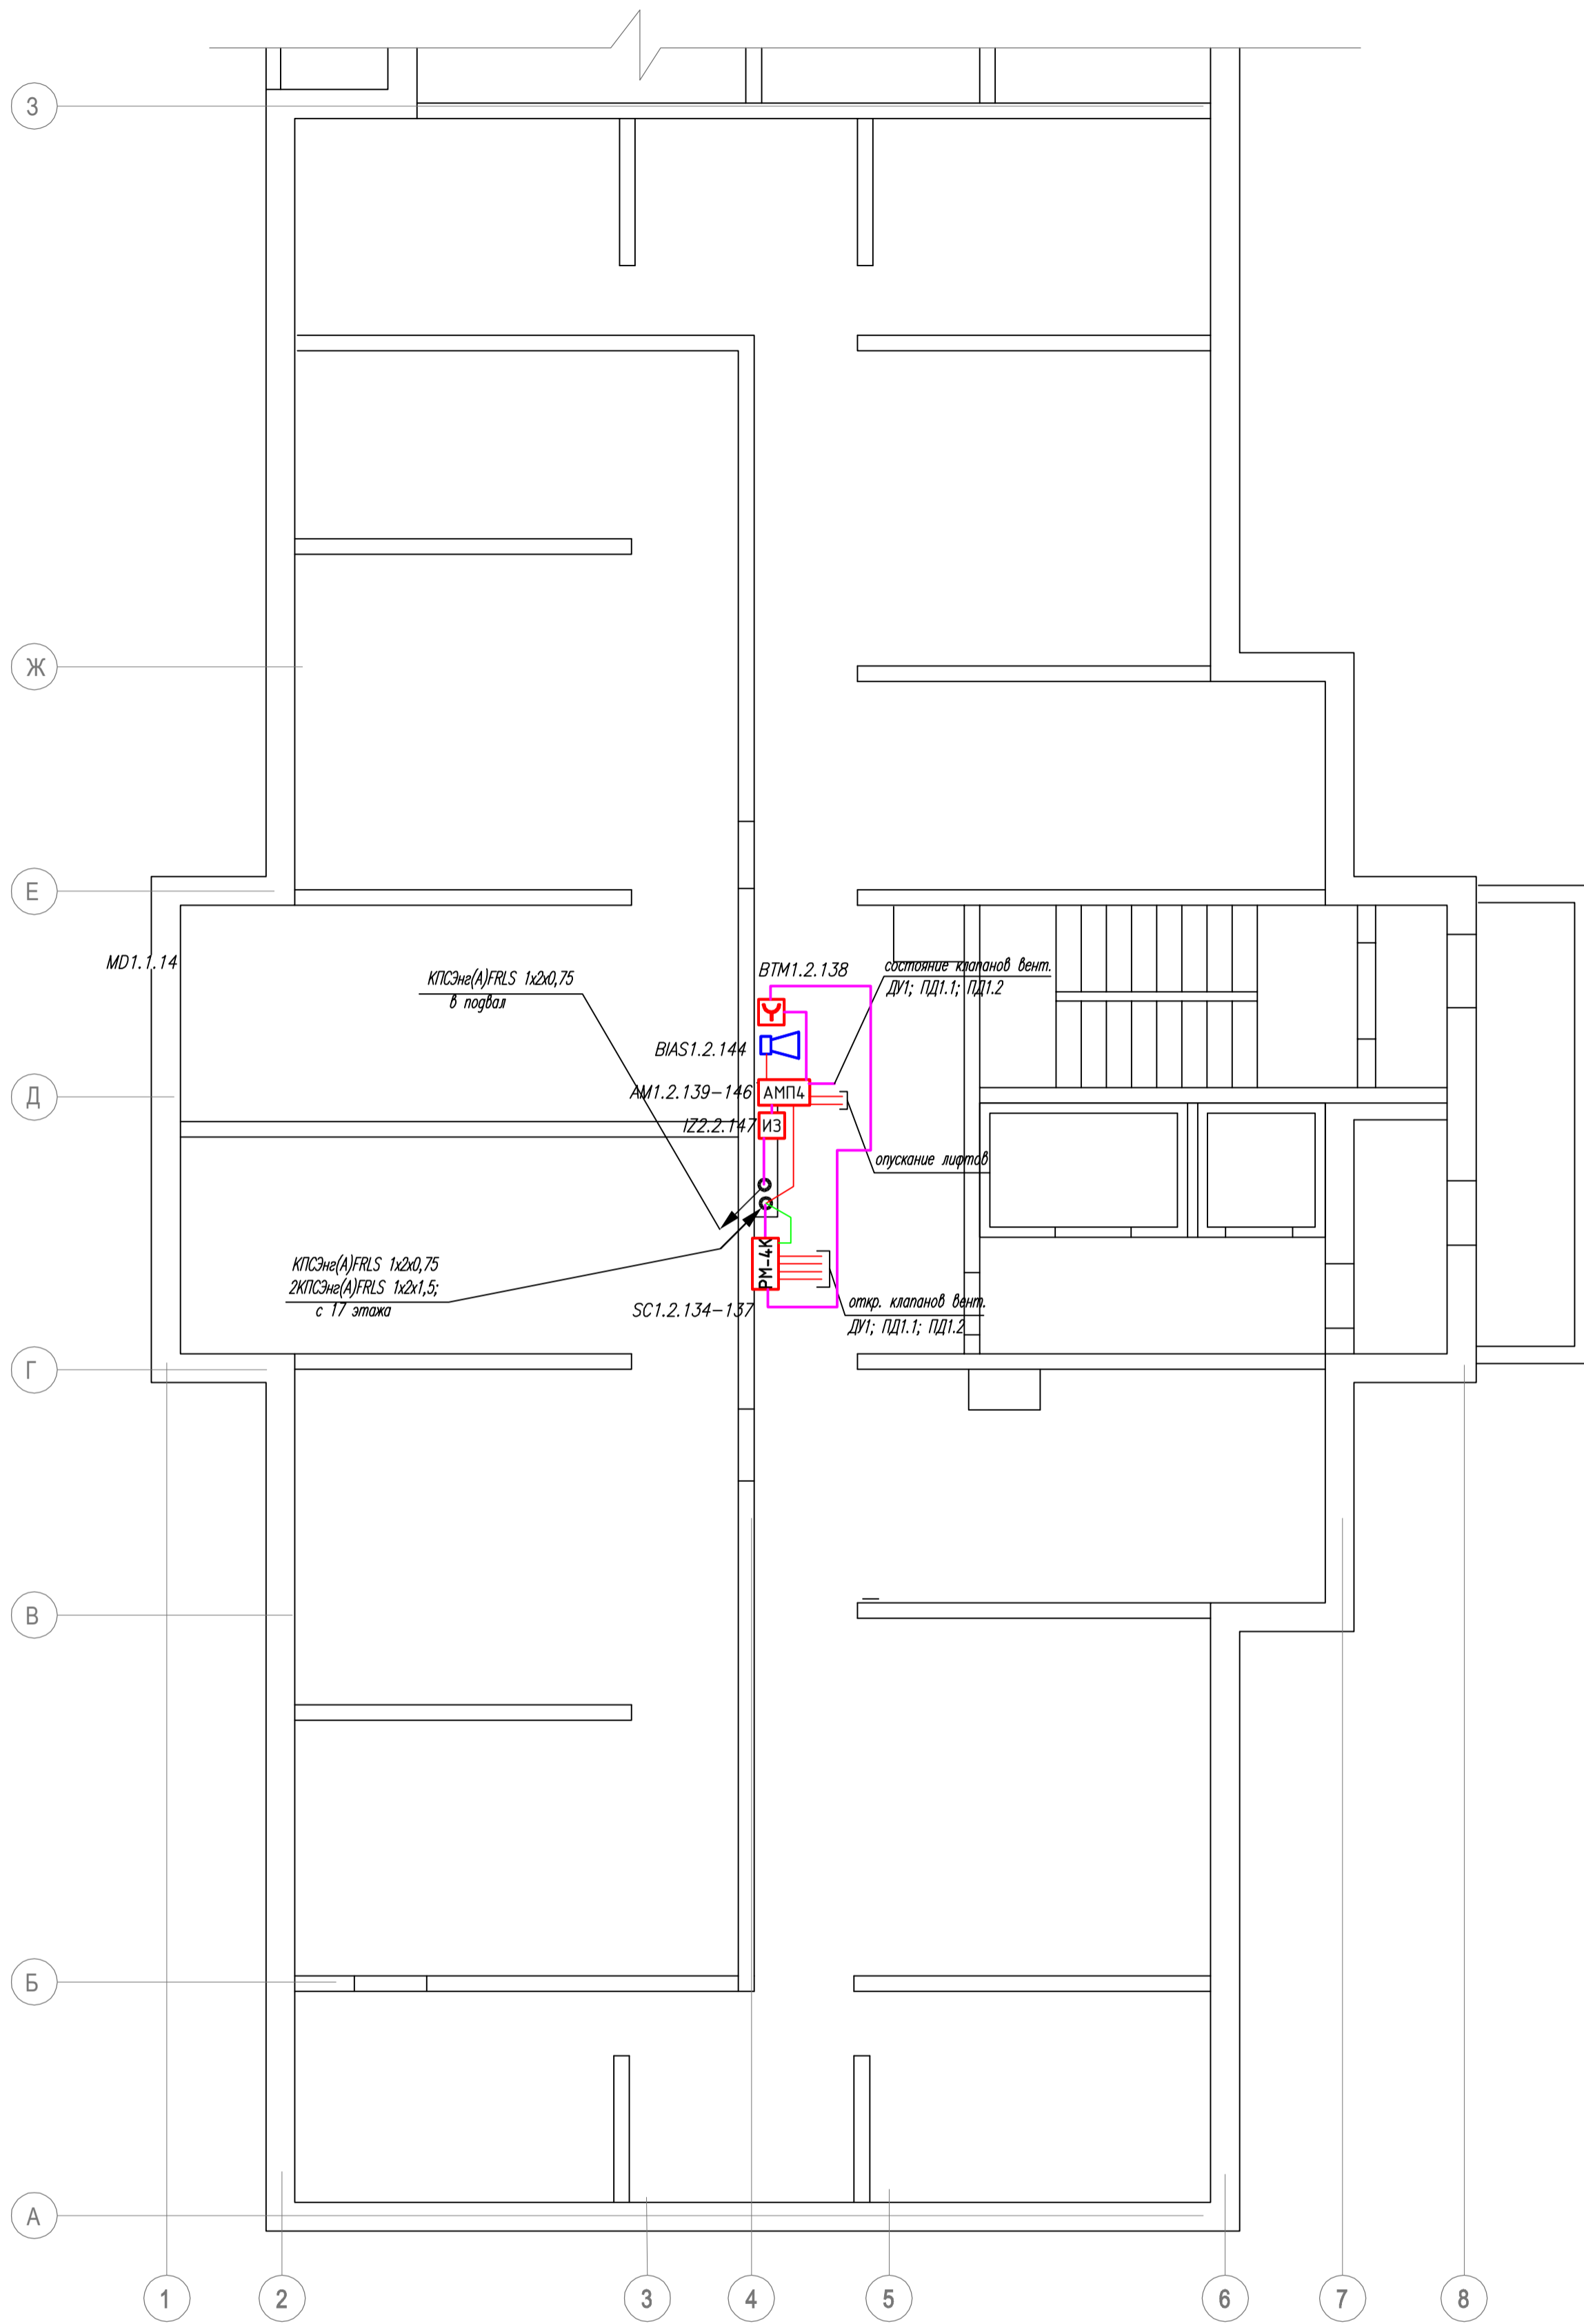 З
Ж
Е
MD1.1.14
КПСЭнг(А)FRLS 1х2х0,75
в подвал
BTM1.2.138
состояние клапанов вент.
ДУ1; ПД1.1; ПД1.2
BIAS1.2.144
AM1.2.139-146
АМП4
Д
IZ2.2.147
ИЗ
опускание лифтов
КПСЭнг(А)FRLS 1х2х0,75
2КПСЭнг(А)FRLS 1х2х1,5;
с 17 этажа
РМ-4К
SC1.2.134-137
откр. клапанов вент.
ДУ1; ПД1.1; ПД1.2
Г
В
Б
А
1 2 3 4 5 6 7 8